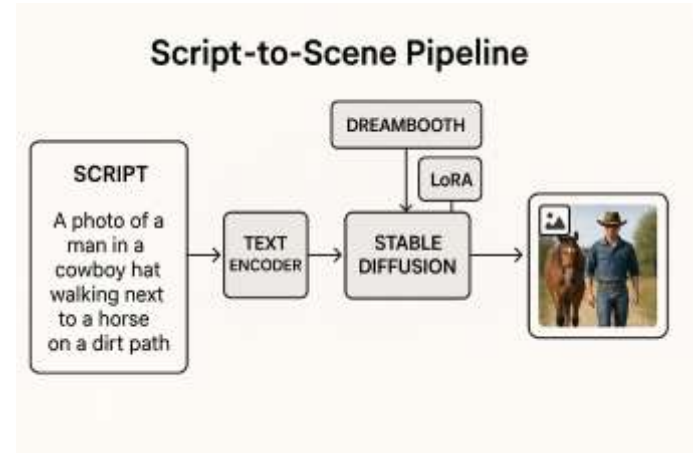 Script-to-Scene Pipeline
DREAMBOOTH
LoRA
SCRIPT
A photo of a
man in a
cowboy hat
walking next
to a horse
on a dirt path
TEXT
ENCODER
STABLE
DIFFUSION